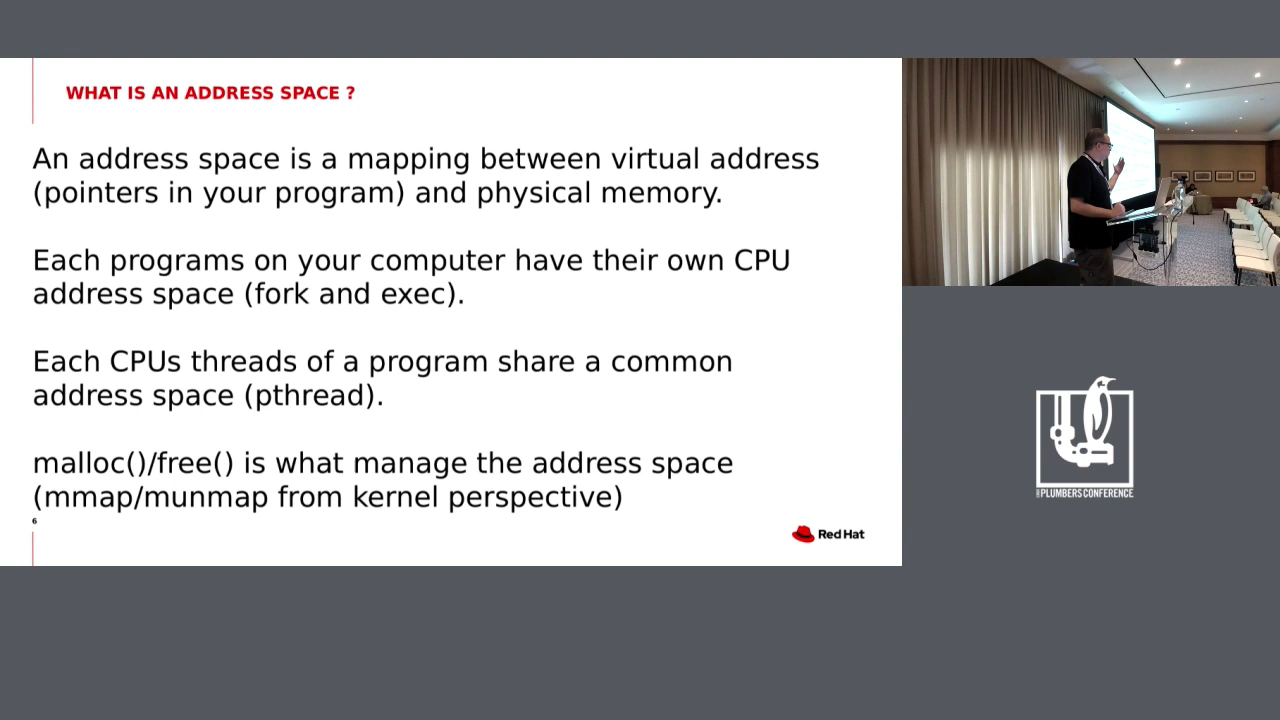 WHAT IS AN ADDRESS SPACE ?
An address space is a mapping between virtual address
(pointers in your program) and physical memory.
Each programs on your computer have their own CPU
address space (fork and exec).
Each CPUs threads of a program share a common
address space (pthread).
malloc()/free() is what manage the address space
(mmap/munmap from kernel perspective)
6
Red Hat
PLUMBERS CONFERENCE